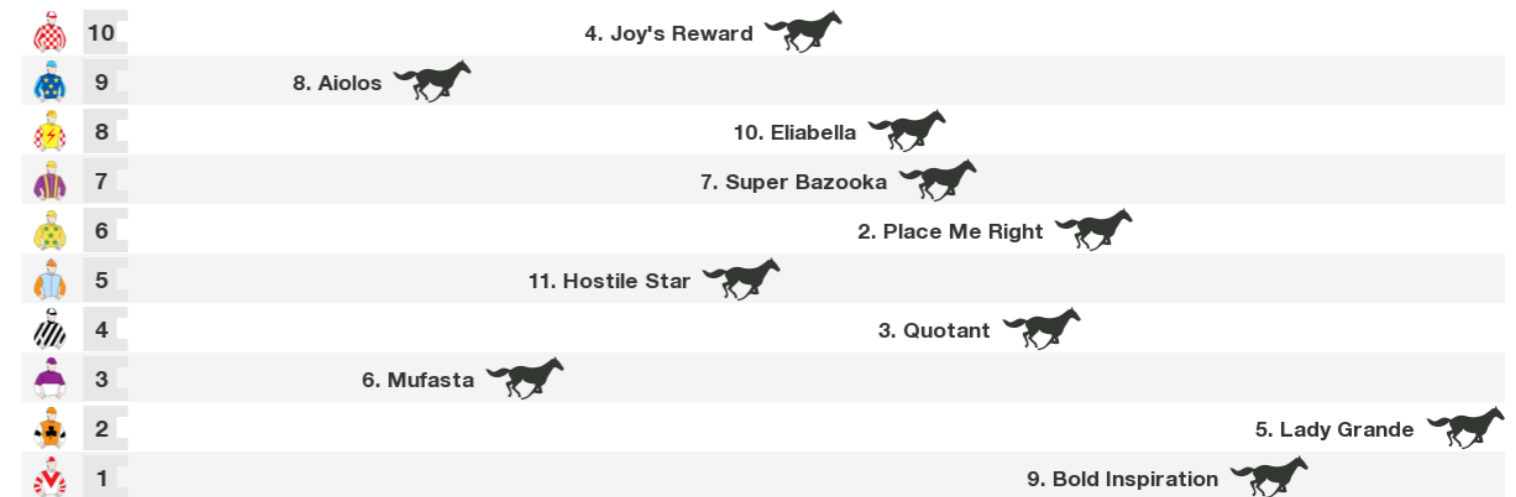 10 4. Joy's Reward
9 8. Aiolos
8 10. Eliabella
7 7. Super Bazooka
6 2. Place Me Right
5 11. Hostile Star
4 3. Quotant
3 6. Mufasta
2 5. Lady Grande
1 9. Bold Inspiration